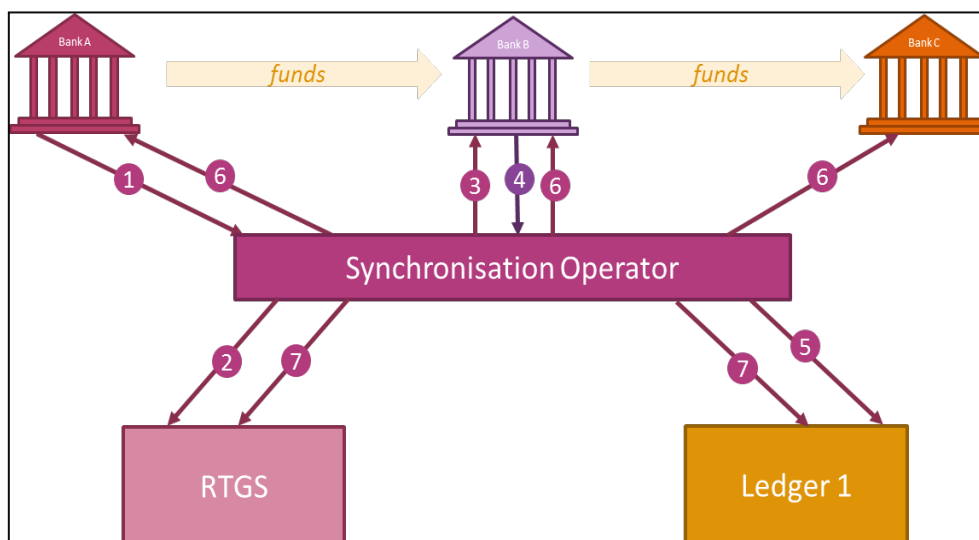 Bank A
Bank B
Bank C
funds
funds
1
6
3
4
6
6
Synchronisation Operator
2
7
7
5
RTGS
Ledger 1